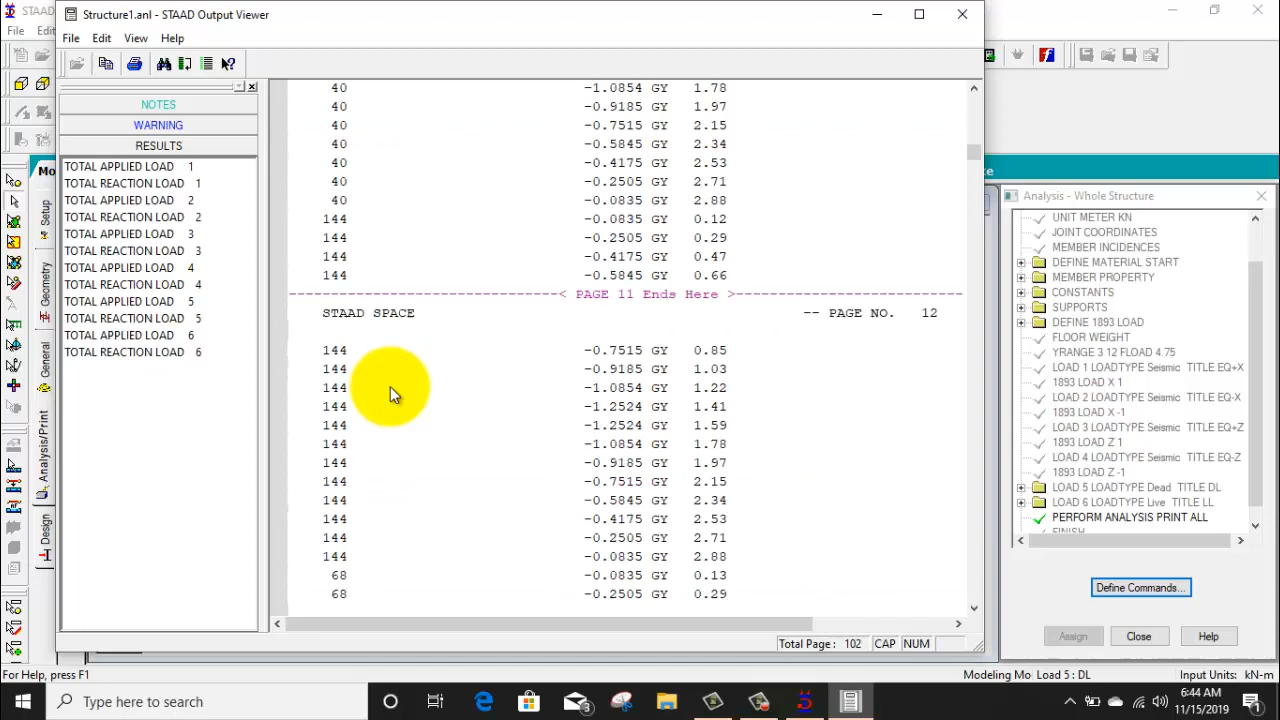 STAAD
Structure1.anl - STAAD Output Viewer
File Edit
File Edit View Help
NOTES
WARNING
RESULTS
TOTAL APPLIED LOAD 1
TOTAL REACTION LOAD 1
TOTAL APPLIED LOAD 2
TOTAL REACTION LOAD 2
TOTAL APPLIED LOAD 3
TOTAL REACTION LOAD 3
TOTAL APPLIED LOAD 4
TOTAL REACTION LOAD 4
TOTAL APPLIED LOAD 5
TOTAL REACTION LOAD 5
TOTAL APPLIED LOAD 6
TOTAL REACTION LOAD 6
Setup
Geometry
General
Analysis/Print
Design
40 -1.0854 GY 1.78
40 -0.9185 GY 1.97
40 -0.7515 GY 2.15
40 -0.5845 GY 2.34
40 -0.4175 GY 2.53
40 -0.2505 GY 2.71
40 -0.0835 GY 2.88
144 -0.0835 GY 0.12
144 -0.2505 GY 0.29
144 -0.4175 GY 0.47
144 -0.5845 GY 0.66
< PAGE 11 Ends Here >
STAAD SPACE -- PAGE NO. 12
144 -0.7515 GY 0.85
144 -0.9185 GY 1.03
144 -1.0854 GY 1.22
144 -1.2524 GY 1.41
144 -1.2524 GY 1.59
144 -1.0854 GY 1.78
144 -0.9185 GY 1.97
144 -0.7515 GY 2.15
144 -0.5845 GY 2.34
144 -0.4175 GY 2.53
144 -0.2505 GY 2.71
144 -0.0835 GY 2.88
68 -0.0835 GY 0.13
68 -0.2505 GY 0.29
Total Page: 102 CAP NUM
Analysis - Whole Structure
UNIT METER KN
JOINT COORDINATES
MEMBER INCIDENCES
DEFINE MATERIAL START
MEMBER PROPERTY
CONSTANTS
SUPPORTS
DEFINE 1893 LOAD
FLOOR WEIGHT
YRANGE 3 12 FLOAD 4.75
LOAD 1 LOADTYPE Seismic TITLE EQ+X
1893 LOAD X 1
LOAD 2 LOADTYPE Seismic TITLE EQ-X
1893 LOAD X -1
LOAD 3 LOADTYPE Seismic TITLE EQ+Z
1893 LOAD Z 1
LOAD 4 LOADTYPE Seismic TITLE EQ-Z
1893 LOAD Z -1
LOAD 5 LOADTYPE Dead TITLE DL
LOAD 6 LOADTYPE Live TITLE LL
PERFORM ANALYSIS PRINT ALL
FINISH
Define Commands...
Assign Close Help
For Help, press F1
Modeling Mo Load 5 : DL Input Units: kN-m
Type here to search
3
6:44 AM
11/15/2019
1